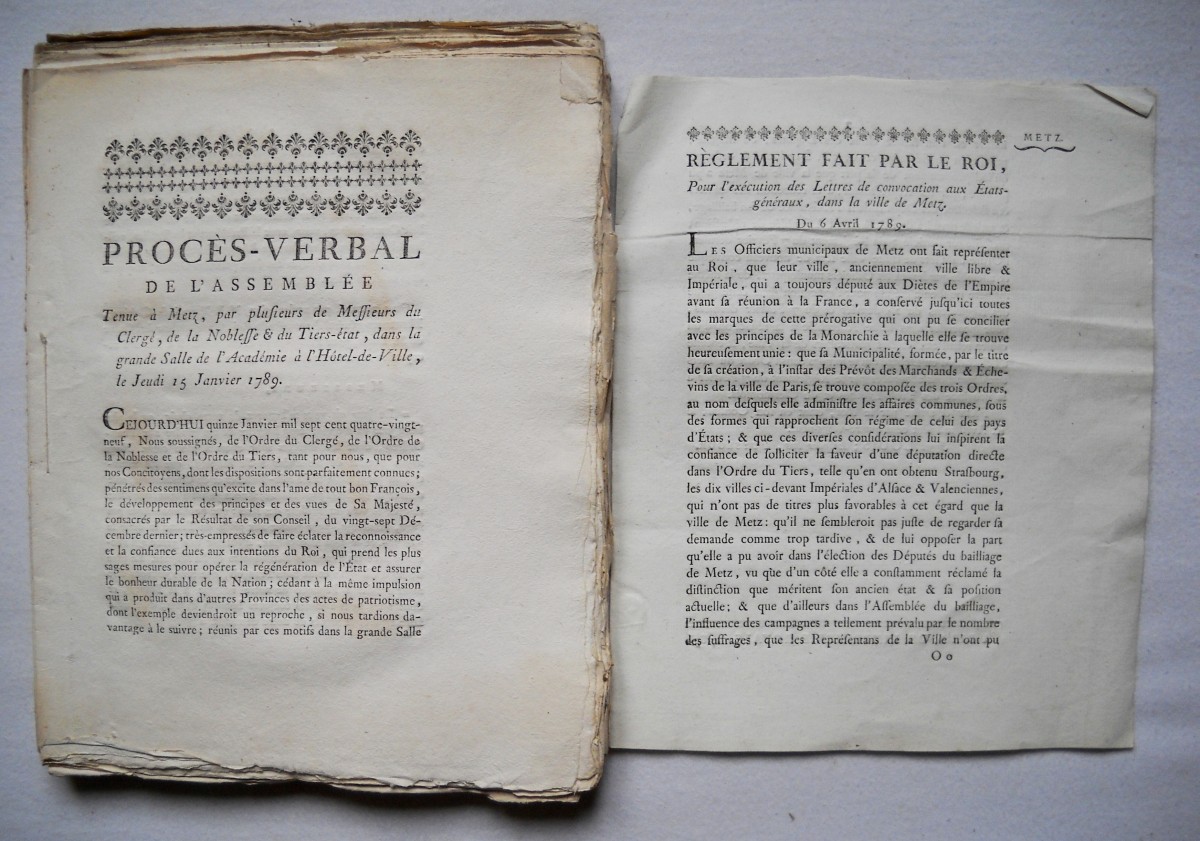 PROCÈS-VERBAL
DE L'ASSEMBLÉE
Tenue à Metz, par pluſieurs de Meſſieurs du
Clergé, de la Nobleſſe & du Tiers-état, dans la
grande Salle de l'Académie à l'Hôtel-de-Ville,
le Jeudi 15 Janvier 1789.
CEJOURD'HUI quinze Janvier mil sept cent quatre-vingt-
neuf, Nous soussignés, de l'Ordre du Clergé, de l'Ordre de
la Noblesse et de l'Ordre du Tiers, tant pour nous, que pour
nos Concitoyens, dont les dispositions sont parfaitement connues;
pénétrés des sentimens qu'excite dans l'ame de tout bon François,
le développement des principes et des vues de Sa Majesté,
consacrés par le Résultat de son Conseil, du vingt-sept Dé-
cembre dernier; très-empressés de faire éclater la reconnoissance
et la confiance dues aux intentions du Roi, qui prend les plus
sages mesures pour opérer la régénération de l'État et assurer
le bonheur durable de la Nation; cédant à la même impulsion
qui a produit dans d'autres Provinces des actes de patriotisme,
dont l'exemple deviendroit un reproche, si nous tardions da-
vantage à le suivre; réunis par ces motifs dans la grande Salle
METZ
RÈGLEMENT FAIT PAR LE ROI,
Pour l'exécution des Lettres de convocation aux États-
généraux, dans la ville de Metz.
Du 6 Avril 1789.
LES Officiers municipaux de Metz ont fait repréſenter
au Roi, que leur ville, anciennement ville libre &
Impériale, qui a toujours député aux Diètes de l'Empire
avant ſa réunion à la France, a conſervé juſqu'ici toutes
les marques de cette prérogative qui ont pu ſe concilier
avec les principes de la Monarchie à laquelle elle ſe trouve
heureuſement unie: que ſa Municipalité, formée, par le titre
de ſa création, à l'inſtar des Prévôt des Marchands & Éche-
vins de la ville de Paris, ſe trouve compoſée des trois Ordres,
au nom deſquels elle adminiſtre les affaires communes, ſous
des formes qui rapprochent ſon régime de celui des pays
d'États; & que ces diverſes conſidérations lui inſpirent la
confiance de ſolliciter la faveur d'une députation directe
dans l'Ordre du Tiers, telle qu'en ont obtenu Straſbourg,
les dix villes ci-devant Impériales d'Alſace & Valenciennes,
qui n'ont pas de titres plus favorables à cet égard que la
ville de Metz: qu'il ne ſembleroit pas juſte de regarder ſa
demande comme trop tardive, & de lui oppoſer la part
qu'elle a pu avoir dans l'élection des Députés du bailliage
de Metz, vu que d'un côté elle a conſtamment réclamé la
diſtinction que méritent ſon ancien état & ſa poſition
actuelle; & que d'ailleurs dans l'Aſſemblée du bailliage,
l'influence des campagnes a tellement prévalu par le nombre
des ſuffrages, que les Repréſentans de la Ville n'ont pu
O o